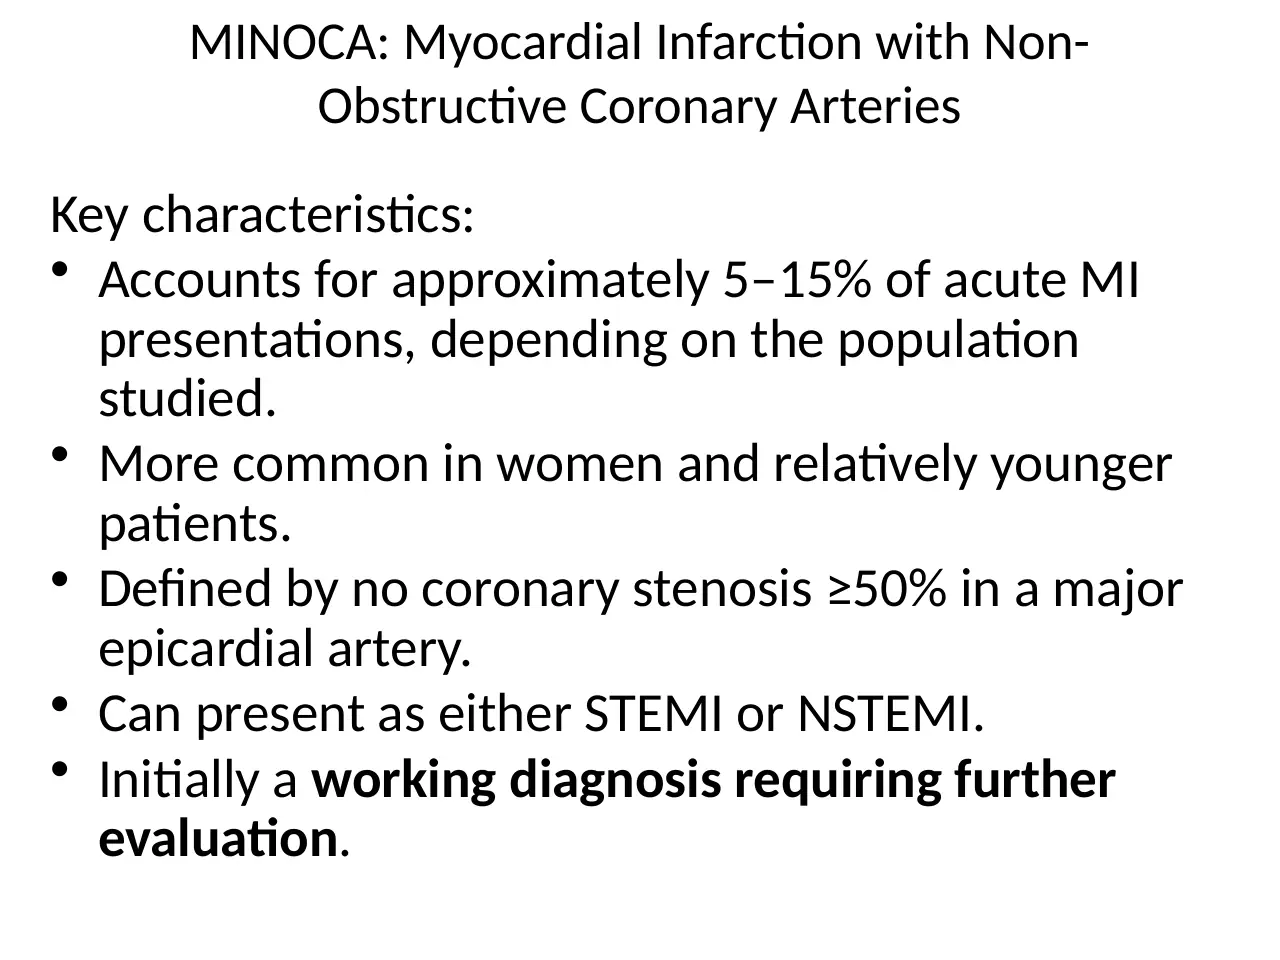 MINOCA: Myocardial Infarction with Non-
Obstructive Coronary Arteries
Key characteristics:
• Accounts for approximately 5–15% of acute MI
presentations, depending on the population
studied.
• More common in women and relatively younger
patients.
• Defined by no coronary stenosis ≥50% in a major
epicardial artery.
• Can present as either STEMI or NSTEMI.
• Initially a working diagnosis requiring further
evaluation.